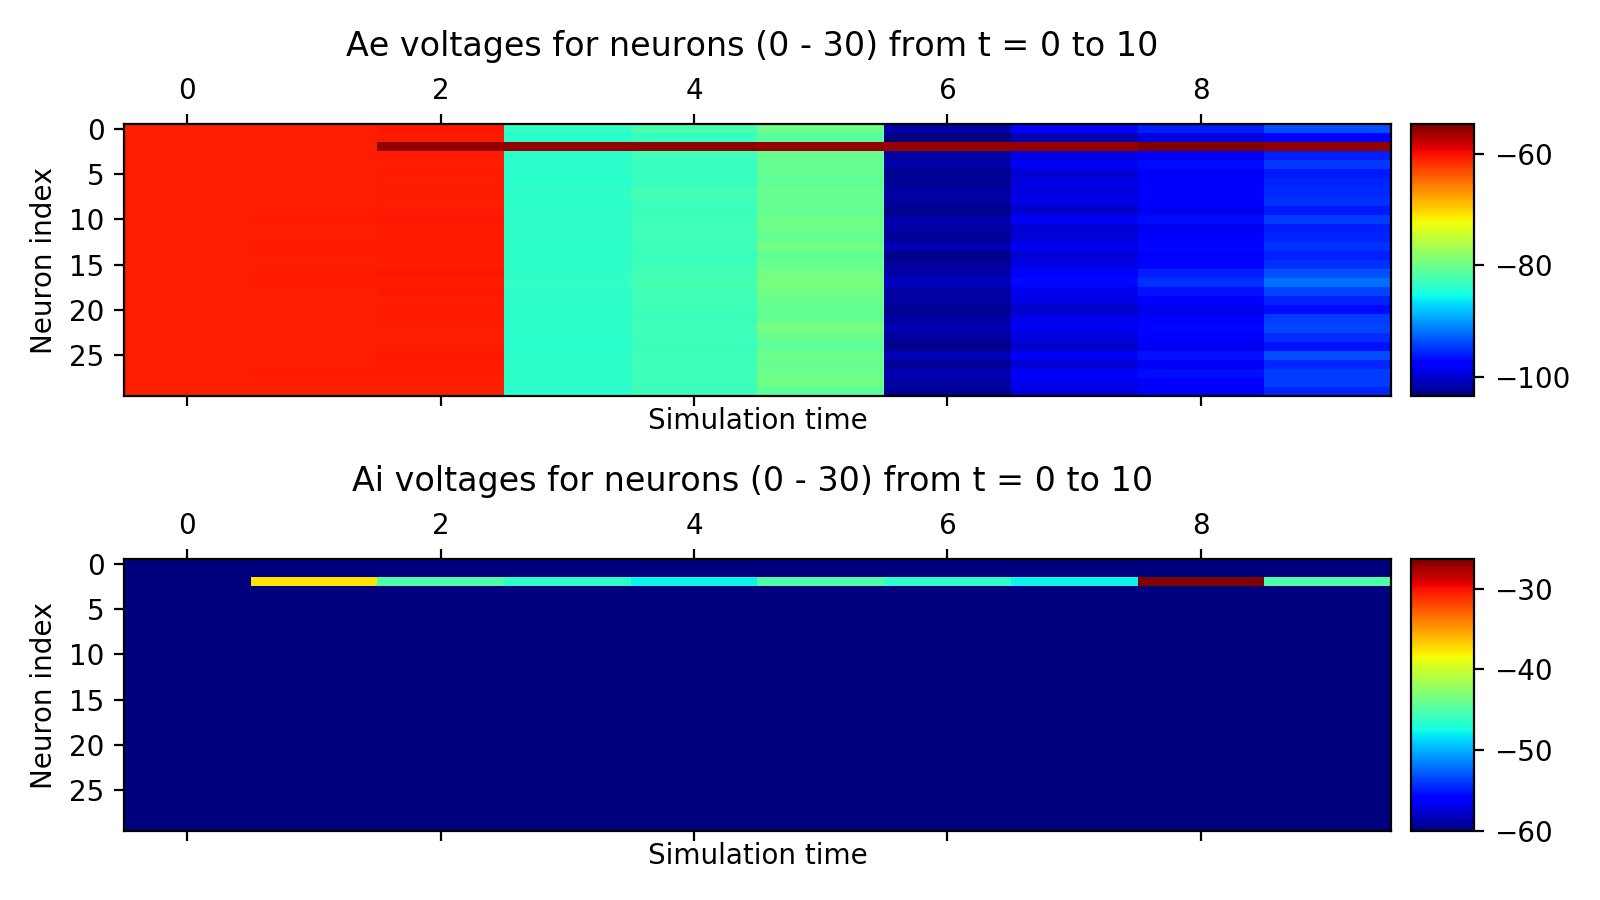 Ae voltages for neurons (0 - 30) from t = 0 to 10
0 2 4 6 8
0
5
10
15
20
25
Neuron index
Simulation time
−60
−80
−100
Ai voltages for neurons (0 - 30) from t = 0 to 10
0 2 4 6 8
0
5
10
15
20
25
Neuron index
Simulation time
−30
−40
−50
−60